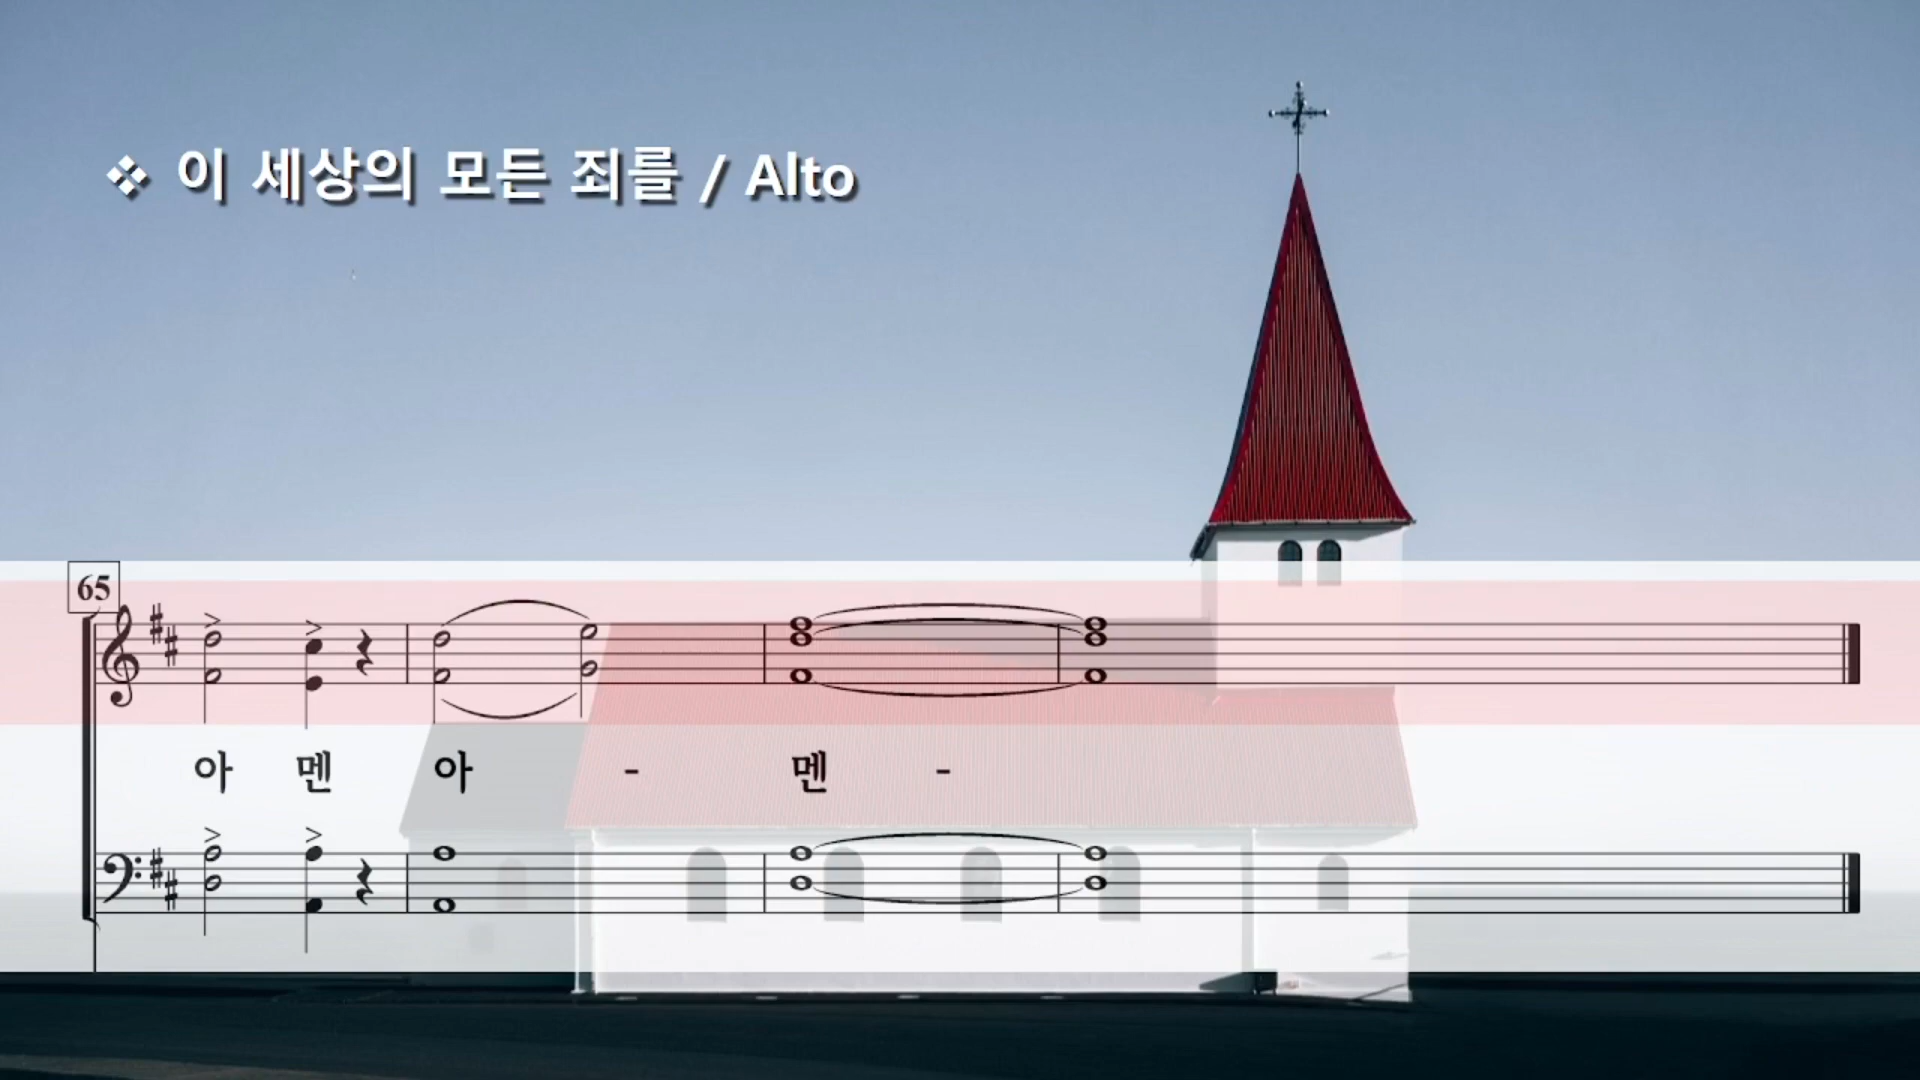 ❖ 이 세상의 모든 죄를 / Alto
65
아 멘 아 - 멘 -